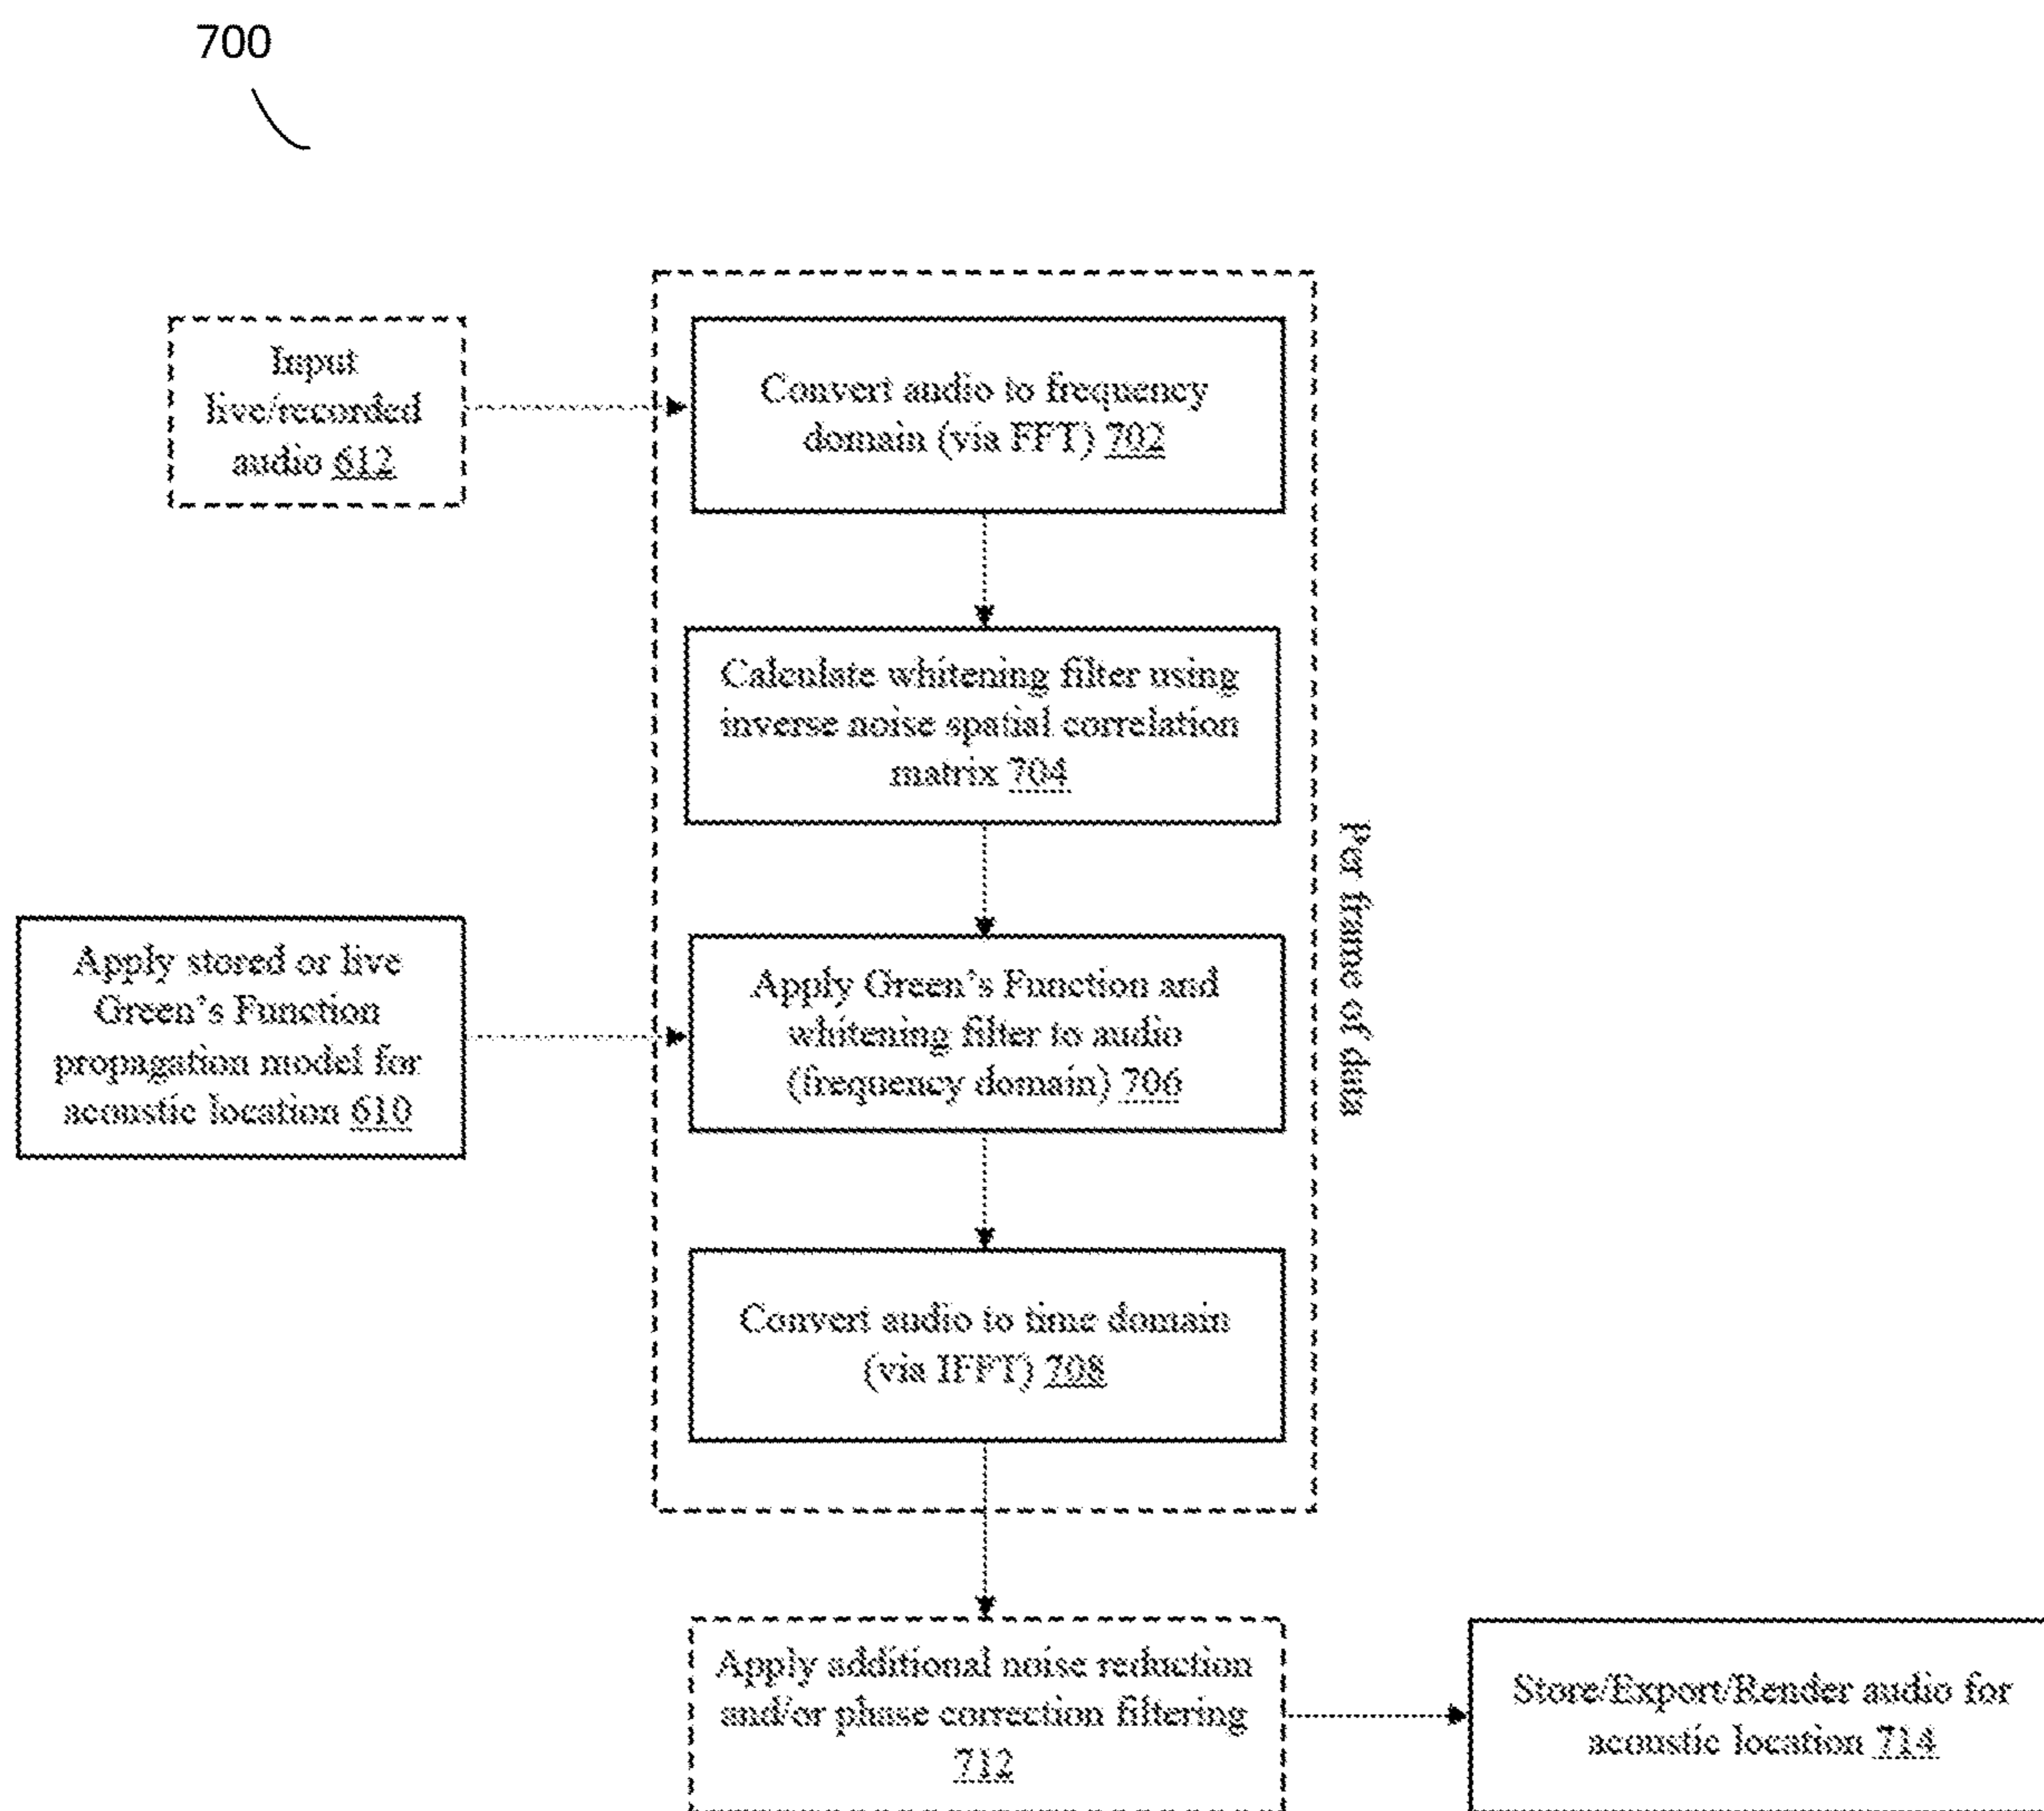 700
Input
live/recorded
audio 612
Convert audio to frequency
domain (via FFT) 702
Calculate whitening filter using
inverse noise spatial correlation
matrix 704
Apply stored or live
Green's Function
propagation model for
acoustic location 610
Apply Green's Function and
whitening filter to audio
(frequency domain) 706
Per frame of data
Convert audio to time domain
(via IFFT) 708
Apply additional noise reduction
and/or phase correction filtering
712
Store/Export/Render audio for
acoustic location 714